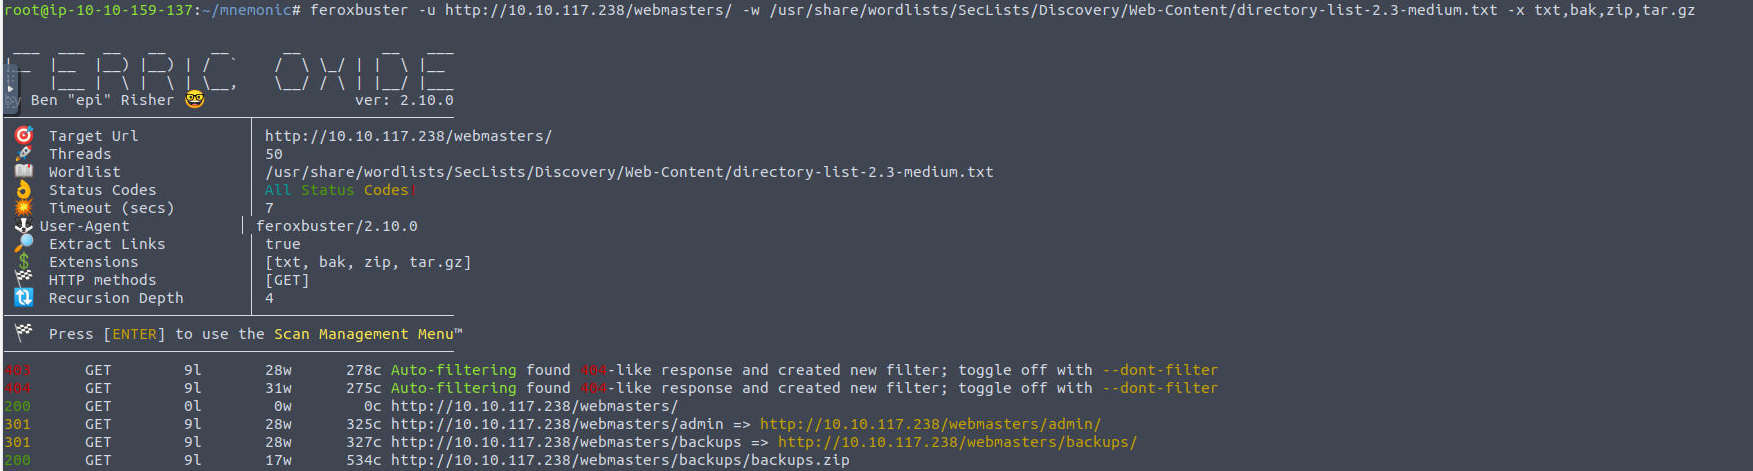 root@ip-10-10-159-137:~/mnemonic# feroxbuster -u http://10.10.117.238/webmasters/ -w /usr/share/wordlists/SecLists/Discovery/Web-Content/directory-list-2.3-medium.txt -x txt,bak,zip,tar.gz
FERRIC OXIDE
by Ben "epi" Risher 🤓 ver: 2.10.0
🎯 Target Url │ http://10.10.117.238/webmasters/
🚀 Threads │ 50
📖 Wordlist │ /usr/share/wordlists/SecLists/Discovery/Web-Content/directory-list-2.3-medium.txt
👌 Status Codes │ All Status Codes!
💥 Timeout (secs) │ 7
🦡 User-Agent │ feroxbuster/2.10.0
🔎 Extract Links │ true
💲 Extensions │ [txt, bak, zip, tar.gz]
🏁 HTTP methods │ [GET]
🔃 Recursion Depth │ 4
🏁 Press [ENTER] to use the Scan Management Menu™
403 GET 9l 28w 278c Auto-filtering found 404-like response and created new filter; toggle off with --dont-filter
404 GET 9l 31w 275c Auto-filtering found 404-like response and created new filter; toggle off with --dont-filter
200 GET 0l 0w 0c http://10.10.117.238/webmasters/
301 GET 9l 28w 325c http://10.10.117.238/webmasters/admin => http://10.10.117.238/webmasters/admin/
301 GET 9l 28w 327c http://10.10.117.238/webmasters/backups => http://10.10.117.238/webmasters/backups/
200 GET 9l 17w 534c http://10.10.117.238/webmasters/backups/backups.zip